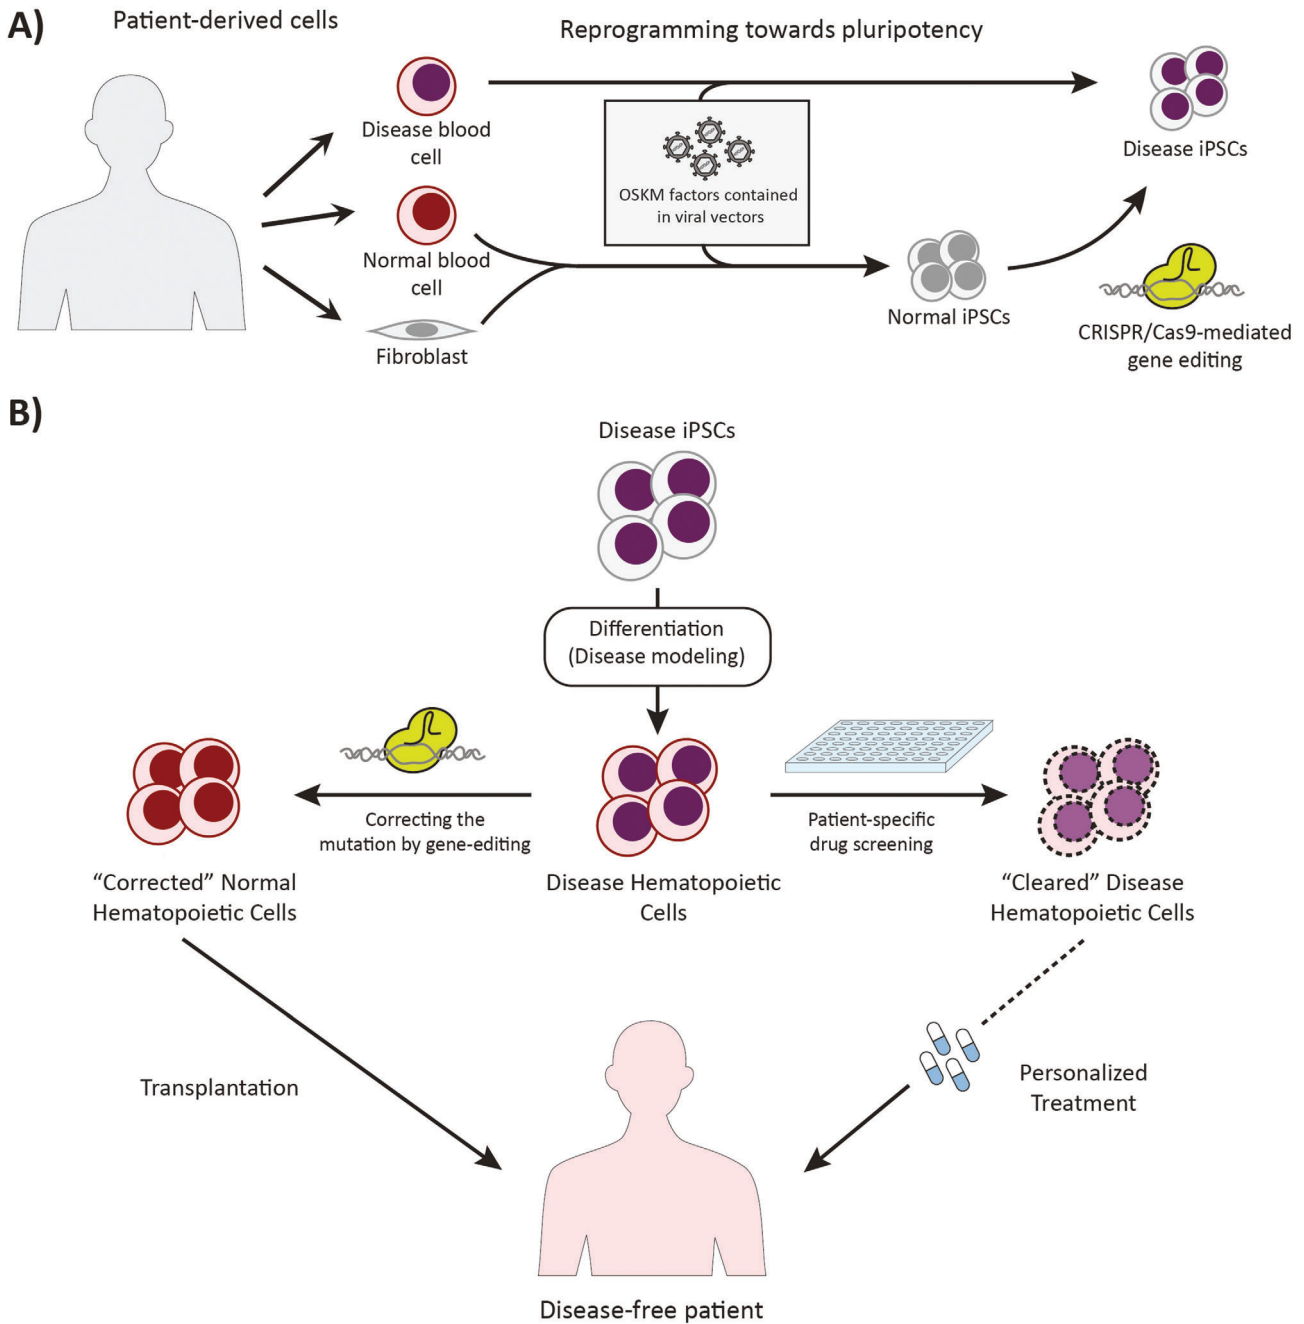 A)
Patient-derived cells
Reprogramming towards pluripotency
Disease blood
cell
OSKM factors contained
in viral vectors
Disease iPSCs
Normal blood
cell
Normal iPSCs
Fibroblast
CRISPR/Cas9-mediated
gene editing
B)
Disease iPSCs
Differentiation
(Disease modeling)
Correcting the
mutation by gene-editing
Patient-specific
drug screening
“Corrected” Normal
Hematopoietic Cells
Disease Hematopoietic
Cells
“Cleared” Disease
Hematopoietic Cells
Transplantation
Personalized
Treatment
Disease-free patient